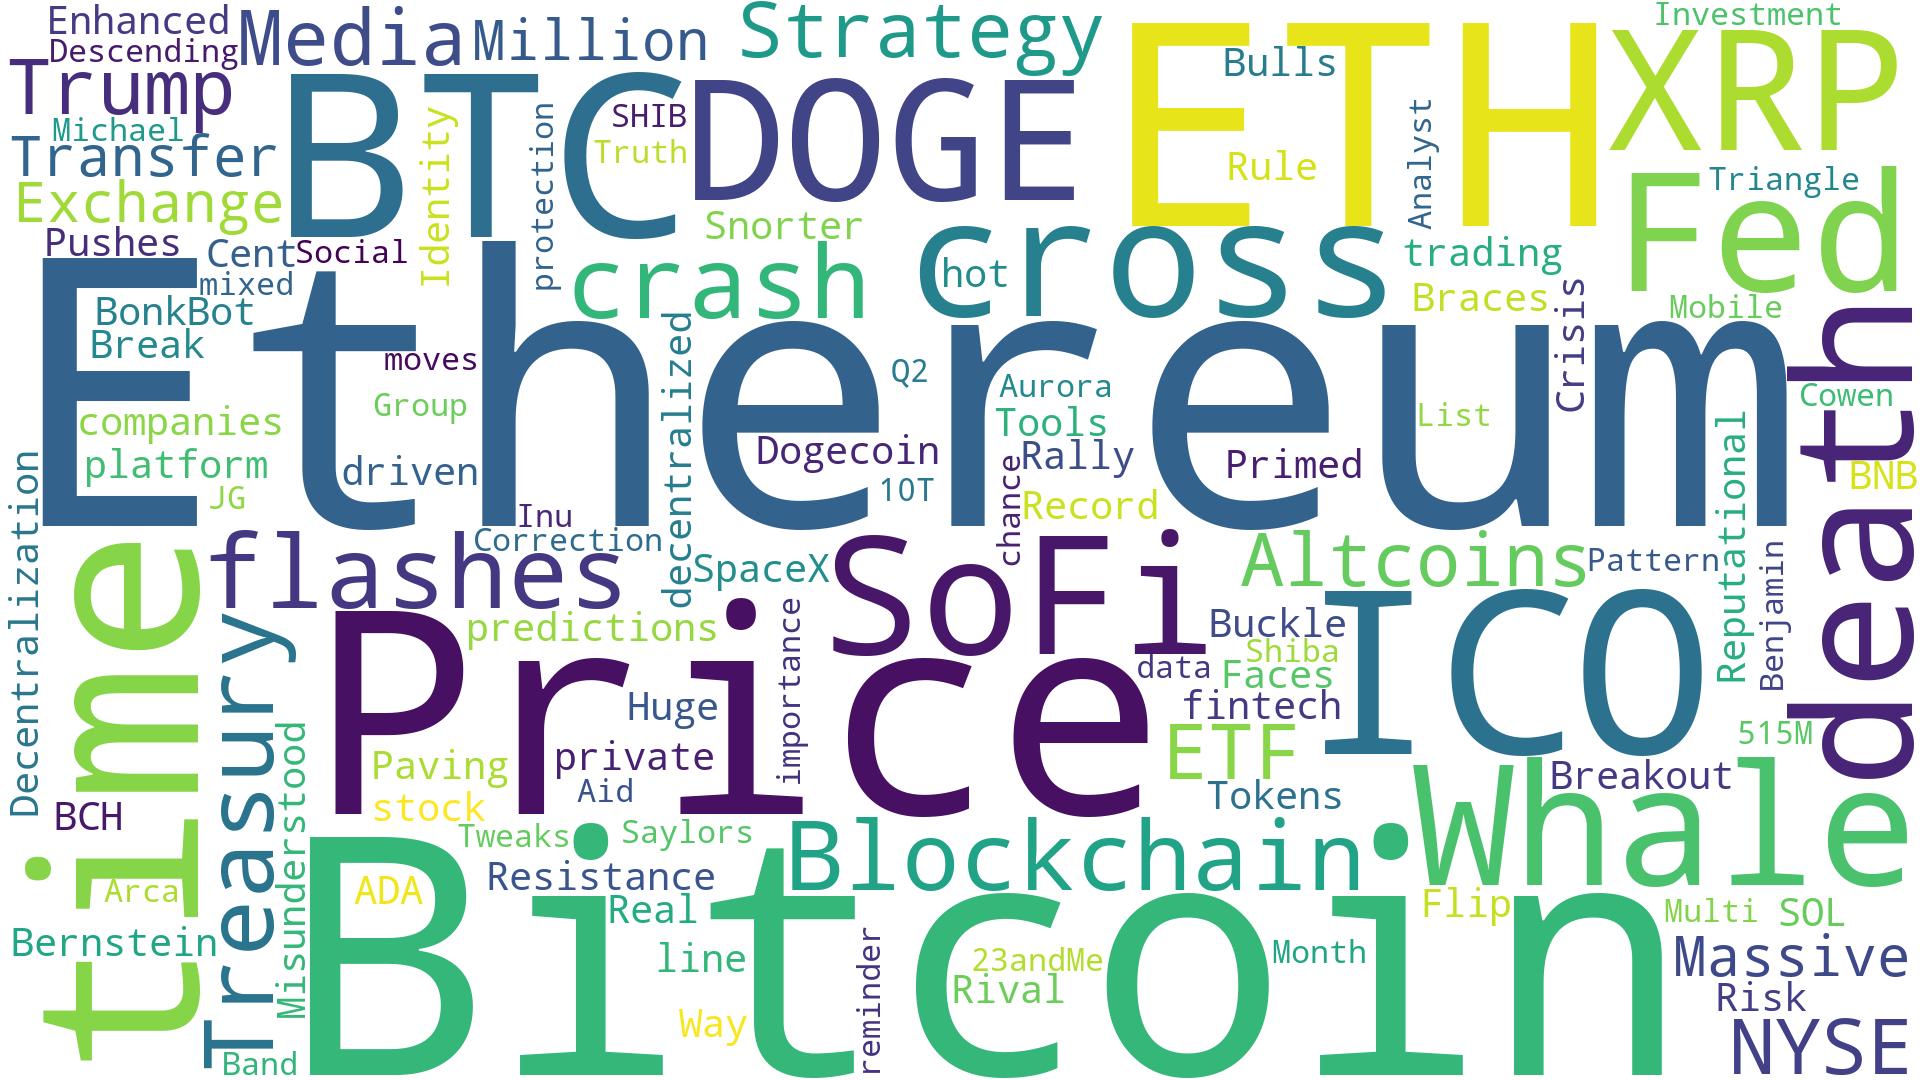 Enhanced
Descending
Media
Million
Strategy
ETH
Bulls
XRP
Investment
Trump
BTC
DOGE
SHIB
Truth
Michael
Transfer
Exchange
Identity
protection
Rule
Analyst
Triangle
Fed
Pushes
Cent
Social
mixed
Snorter
crash
cross
hot
trading
Braces
Crisis
Mobile
BonkBot
Break
Ethereum
moves
Group
companies
platform
JG
driven
decentralized
Q2
Aurora
Tools
Dogecoin
Rally
10T
chance
Record
Primed
List
Cowen
death
BNB
Reputational
Decentralization
Inu
Correction
flashes
SpaceX
SoFi
Altcoins
Pattern
Benjamin
time
Treasury
predictions
Price
importance
Huge
private
Paving
Aid
stock
Buckle
Shiba
data
Faces
fintech
ICO
ETF
Tokens
515M
Breakout
Whale
BCH
Misunderstood
Tweaks
Saylors
Blockchain
Arca
ADA
Resistance
Real
Flip
Multi
SOL
Bernstein
Bitcoin
line
Way
reminder
23andMe
Rival
Month
Massive
Risk
NYSE
Band